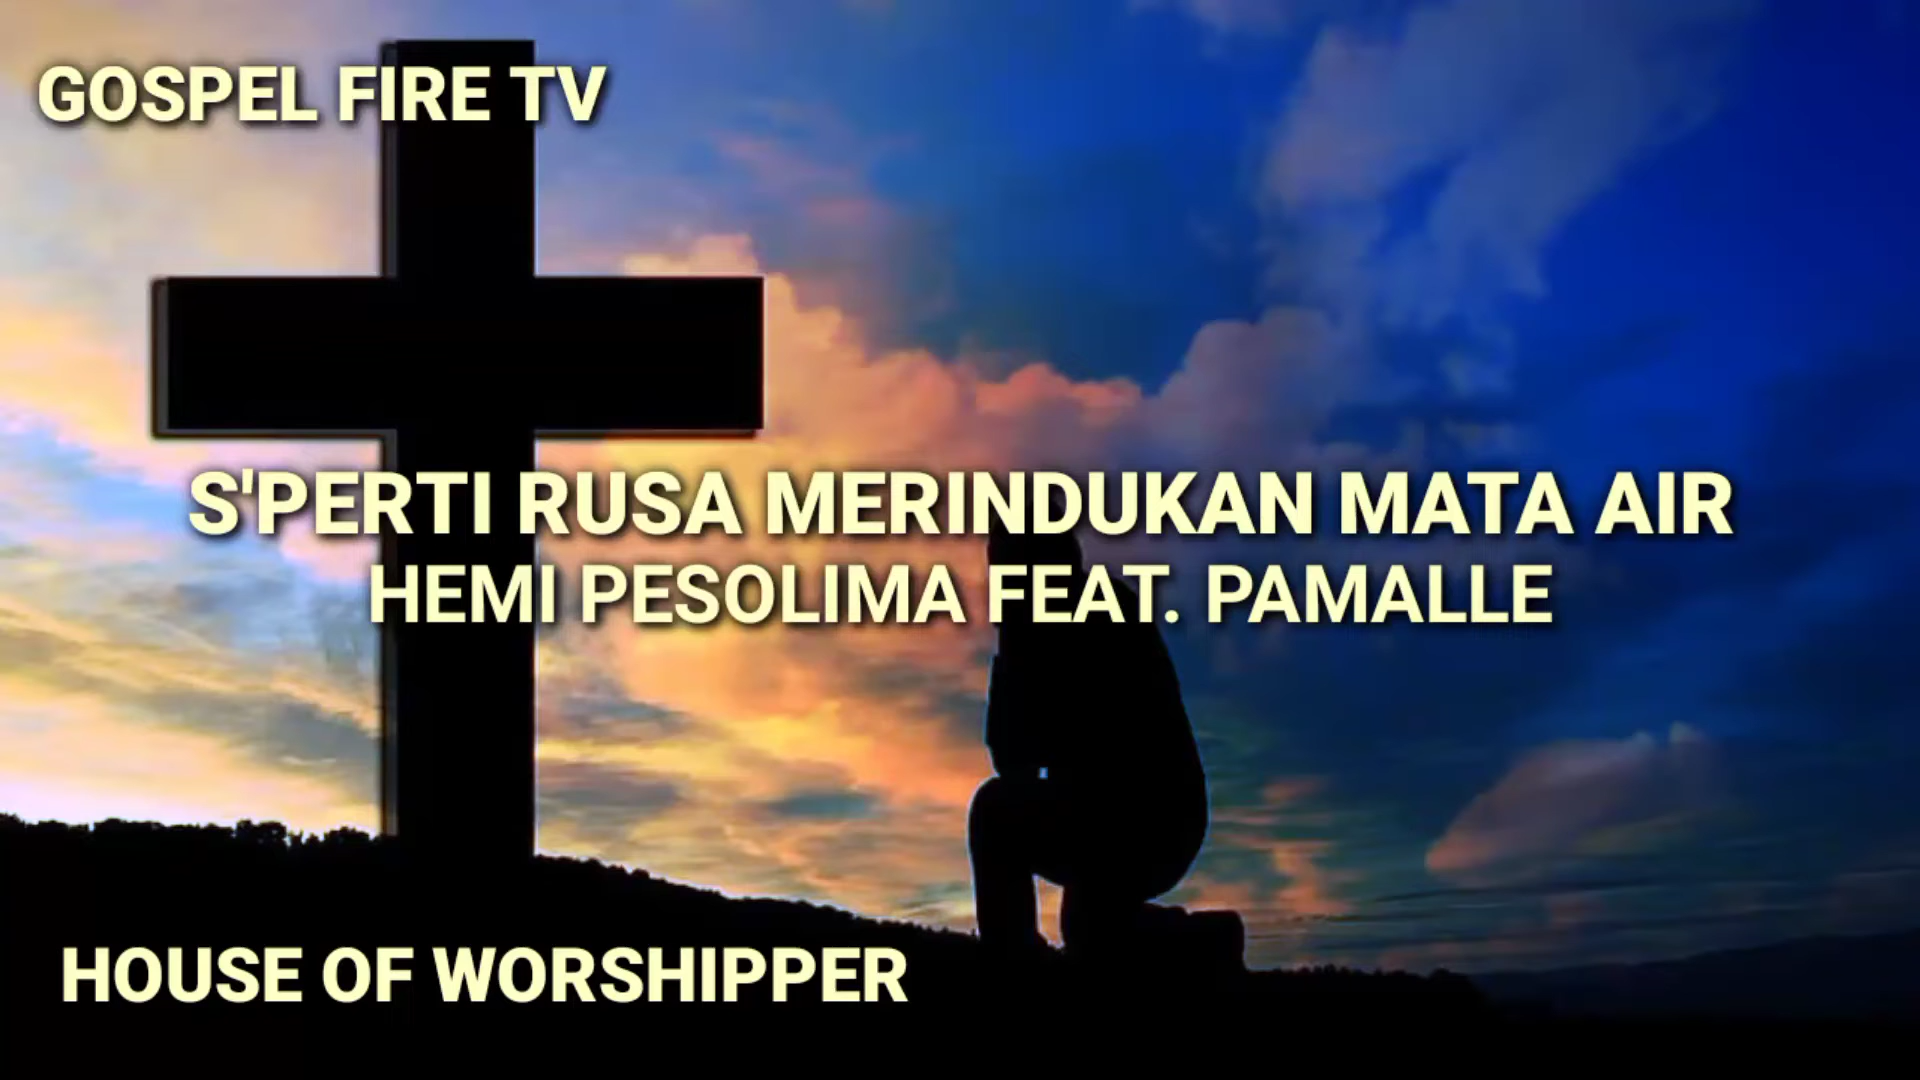 GOSPEL FIRE TV
S'PERTI RUSA MERINDUKAN MATA AIR
HEMI PESOLIMA FEAT. PAMALLE
HOUSE OF WORSHIPPER